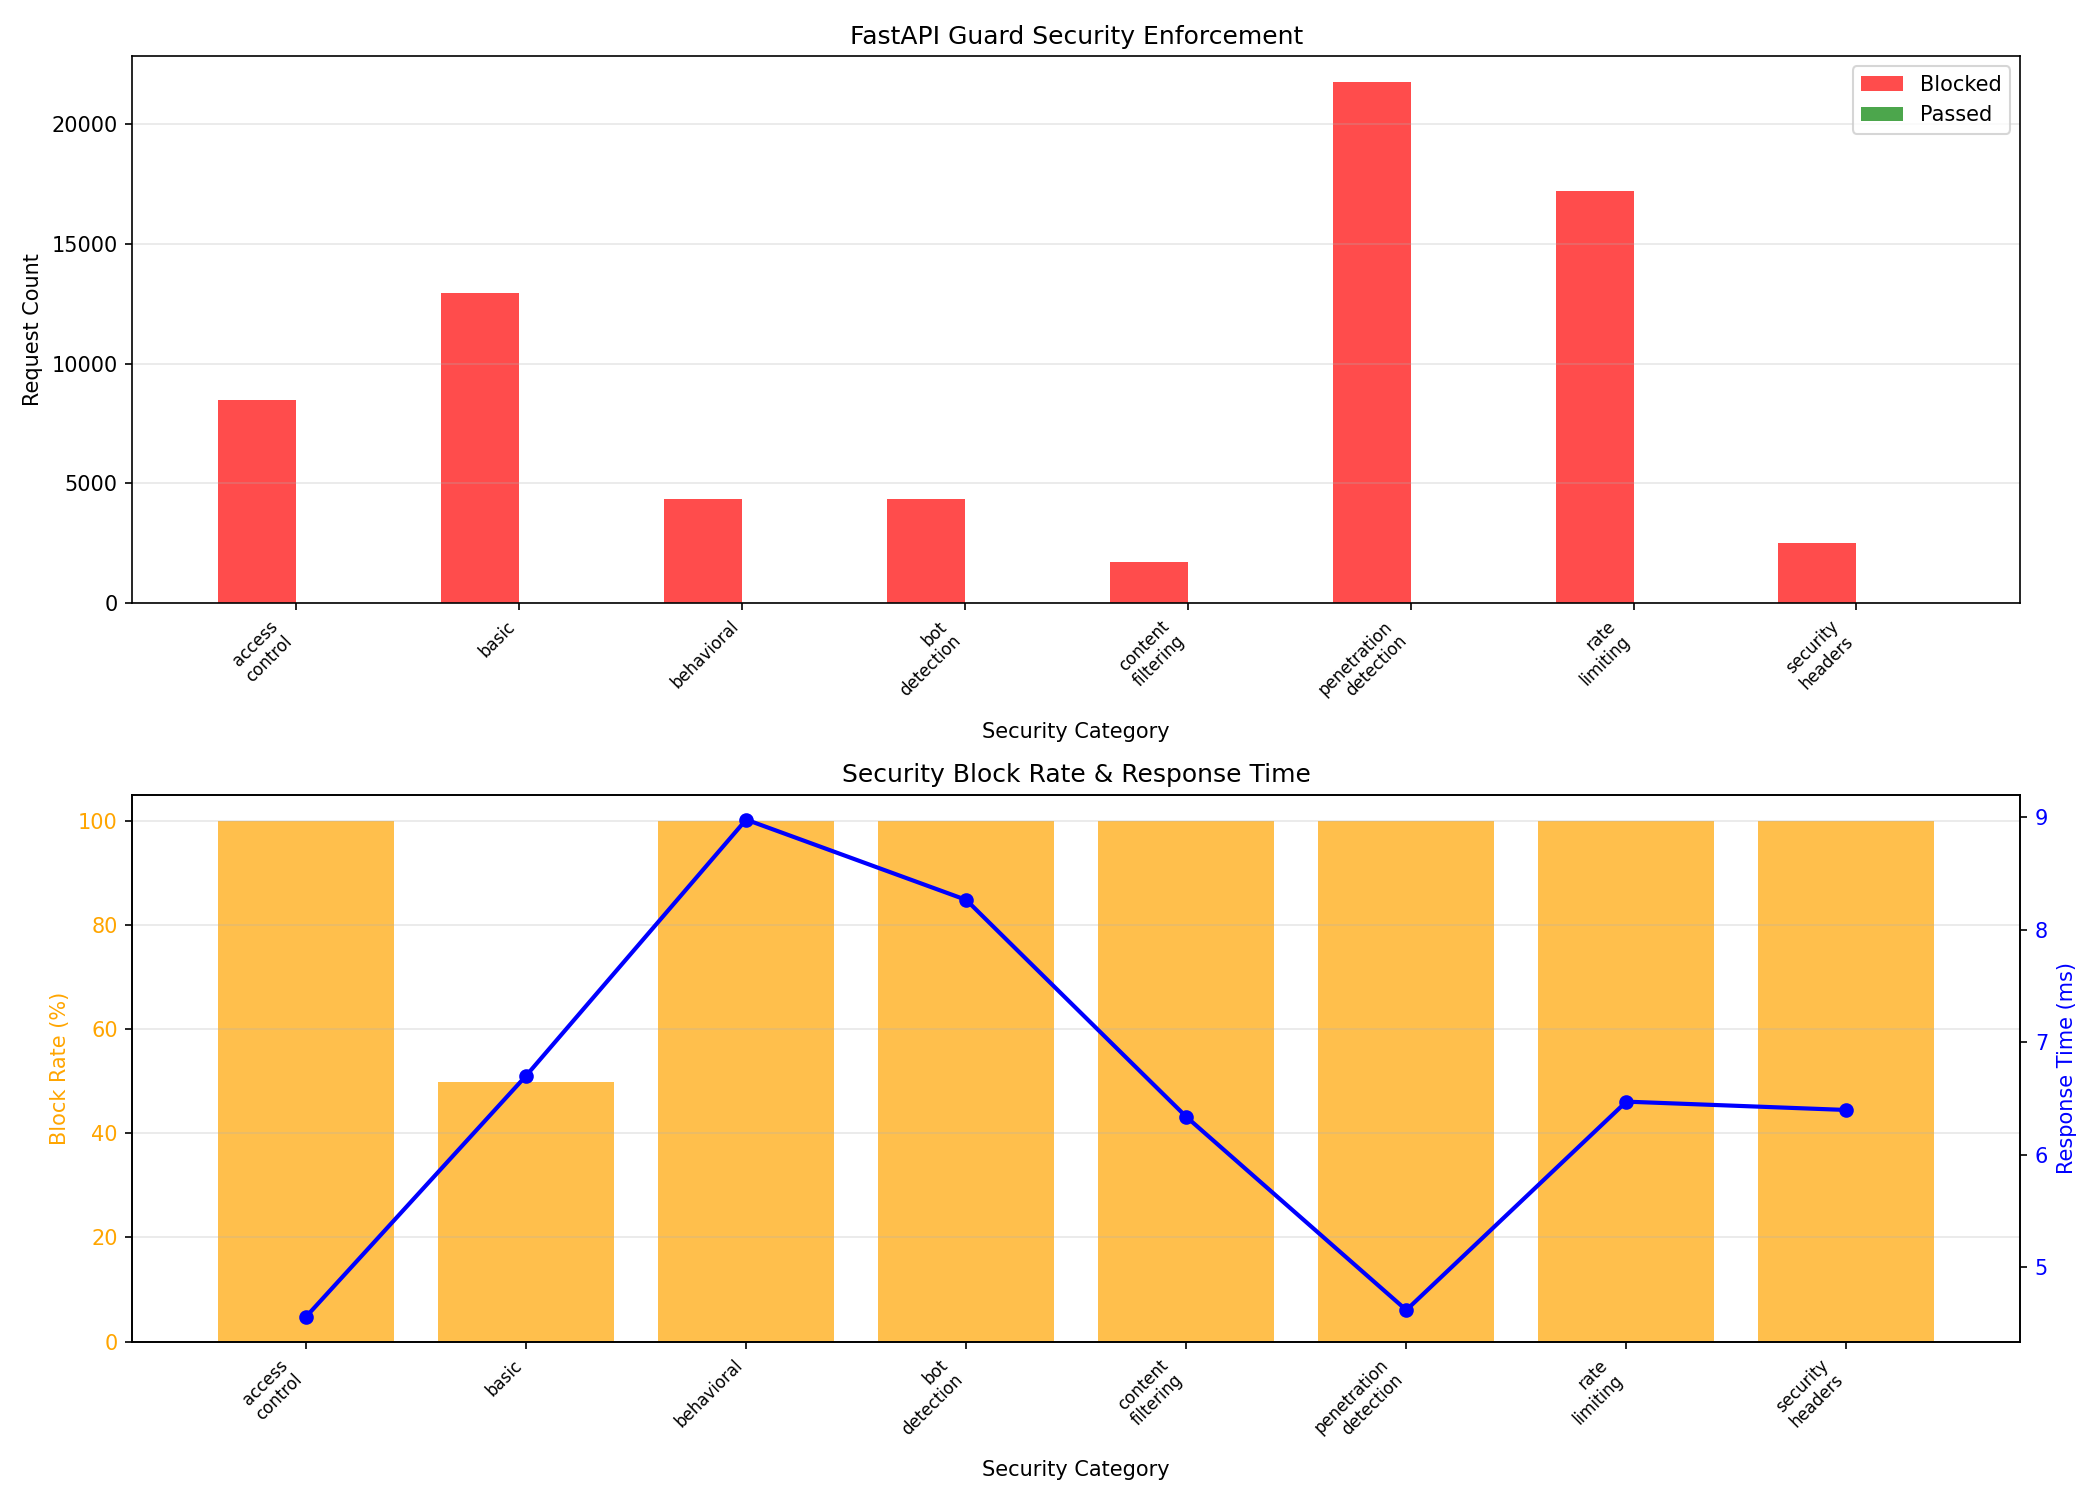 FastAPI Guard Security Enforcement
Blocked
Passed
Request Count
20000
15000
10000
5000
0
access
control
basic
behavioral
bot
detection
content
filtering
penetration
detection
rate
limiting
security
headers
Security Category
Security Block Rate & Response Time
Block Rate (%)
100
80
60
40
20
0
9
8
7
6
5
Response Time (ms)
access
control
basic
behavioral
bot
detection
content
filtering
penetration
detection
rate
limiting
security
headers
Security Category